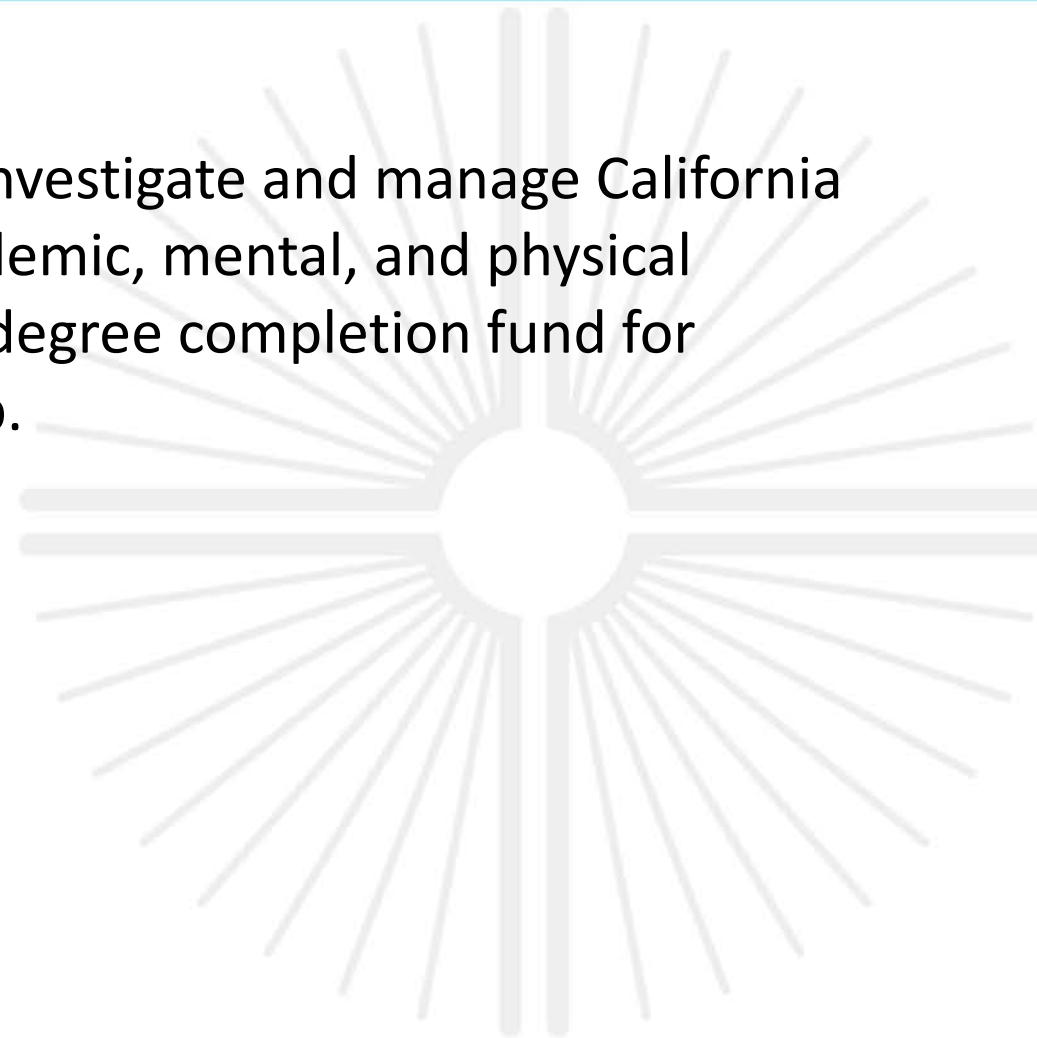 nvestigate and manage California
demic, mental, and physical
degree completion fund for
.